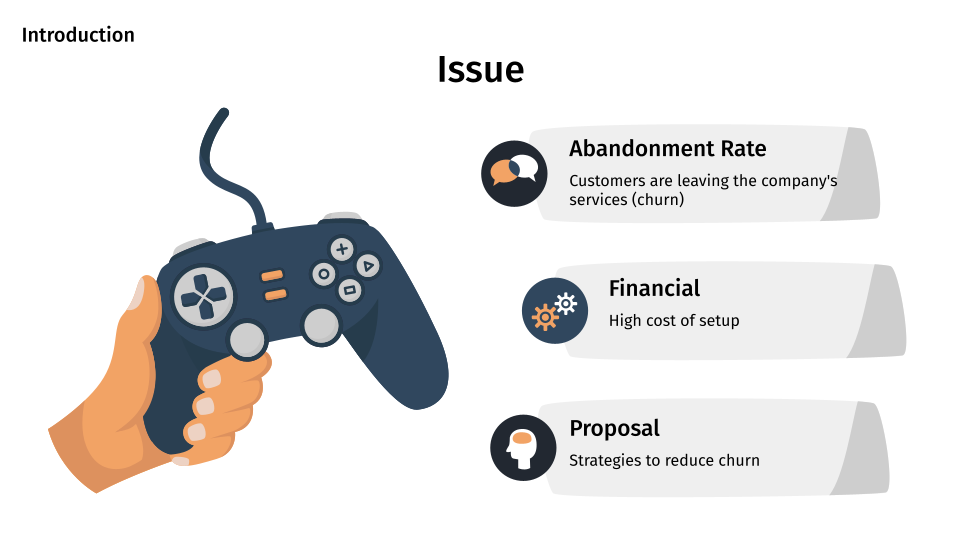 Introduction
Issue
Abandonment Rate
Customers are leaving the company's
services (churn)
Financial
High cost of setup
Proposal
Strategies to reduce churn